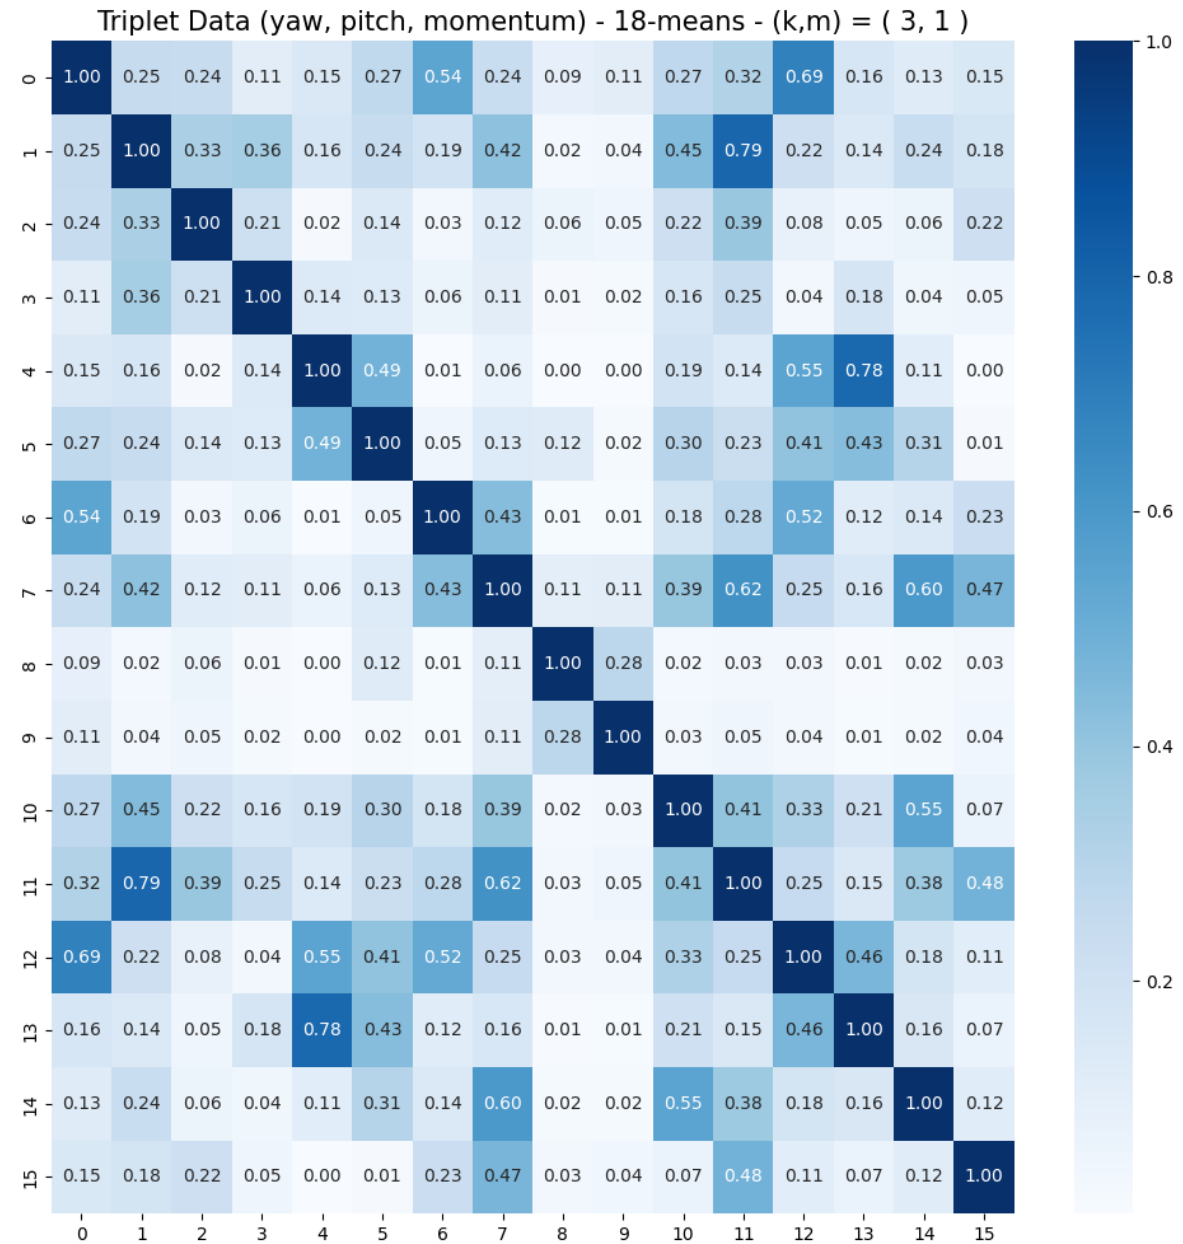 Triplet Data (yaw, pitch, momentum) - 18-means - (k,m) = ( 3, 1 )
0 1.00 0.25 0.24 0.11 0.15 0.27 0.54 0.24 0.09 0.11 0.27 0.32 0.69 0.16 0.13 0.15
1 0.25 1.00 0.33 0.36 0.16 0.24 0.19 0.42 0.02 0.04 0.45 0.79 0.22 0.14 0.24 0.18
2 0.24 0.33 1.00 0.21 0.02 0.14 0.03 0.12 0.06 0.05 0.22 0.39 0.08 0.05 0.06 0.22
3 0.11 0.36 0.21 1.00 0.14 0.13 0.06 0.11 0.01 0.02 0.16 0.25 0.04 0.18 0.04 0.05
4 0.15 0.16 0.02 0.14 1.00 0.49 0.01 0.06 0.00 0.00 0.19 0.14 0.55 0.78 0.11 0.00
5 0.27 0.24 0.14 0.13 0.49 1.00 0.05 0.13 0.12 0.02 0.30 0.23 0.41 0.43 0.31 0.01
6 0.54 0.19 0.03 0.06 0.01 0.05 1.00 0.43 0.01 0.01 0.18 0.28 0.52 0.12 0.14 0.23
7 0.24 0.42 0.12 0.11 0.06 0.13 0.43 1.00 0.11 0.11 0.39 0.62 0.25 0.16 0.60 0.47
8 0.09 0.02 0.06 0.01 0.00 0.12 0.01 0.11 1.00 0.28 0.02 0.03 0.03 0.01 0.02 0.03
9 0.11 0.04 0.05 0.02 0.00 0.02 0.01 0.11 0.28 1.00 0.03 0.05 0.04 0.01 0.02 0.04
10 0.27 0.45 0.22 0.16 0.19 0.30 0.18 0.39 0.02 0.03 1.00 0.41 0.33 0.21 0.55 0.07
11 0.32 0.79 0.39 0.25 0.14 0.23 0.28 0.62 0.03 0.05 0.41 1.00 0.25 0.15 0.38 0.48
12 0.69 0.22 0.08 0.04 0.55 0.41 0.52 0.25 0.03 0.04 0.33 0.25 1.00 0.46 0.18 0.11
13 0.16 0.14 0.05 0.18 0.78 0.43 0.12 0.16 0.01 0.01 0.21 0.15 0.46 1.00 0.16 0.07
14 0.13 0.24 0.06 0.04 0.11 0.31 0.14 0.60 0.02 0.02 0.55 0.38 0.18 0.16 1.00 0.12
15 0.15 0.18 0.22 0.05 0.00 0.01 0.23 0.47 0.03 0.04 0.07 0.48 0.11 0.07 0.12 1.00
0 1 2 3 4 5 6 7 8 9 10 11 12 13 14 15
1.0
0.8
0.6
0.4
0.2